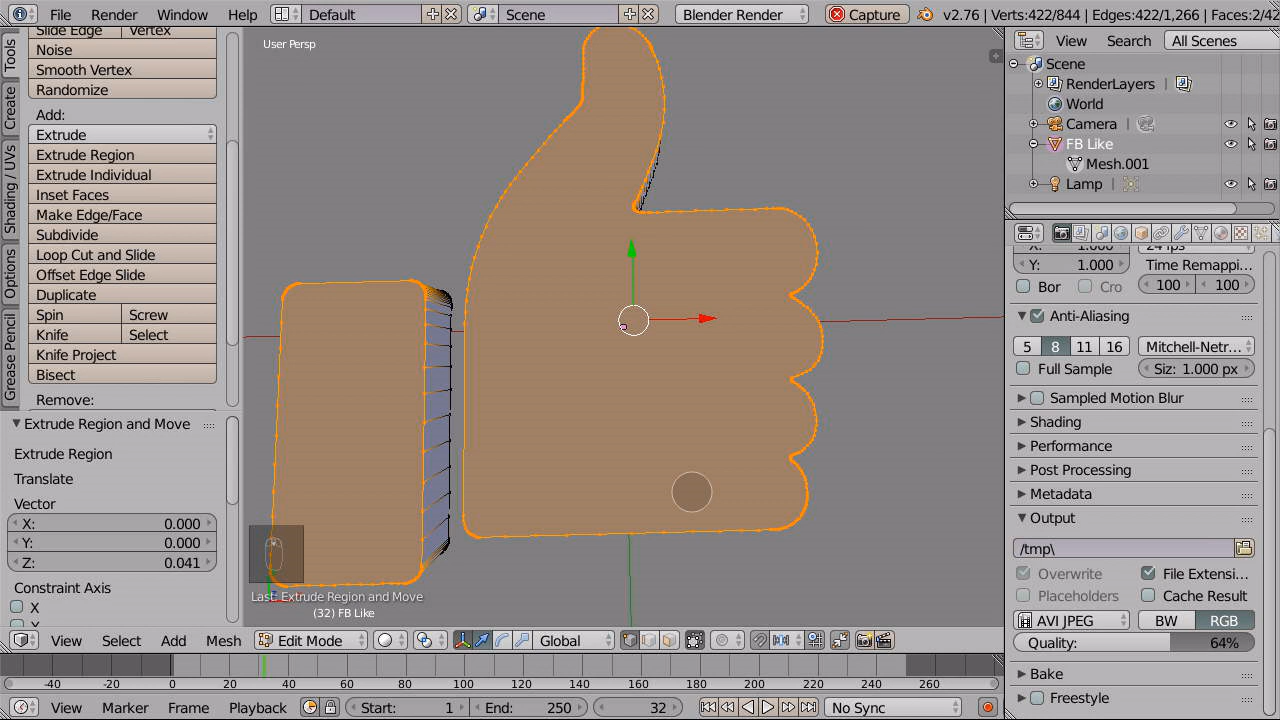 File Render Window Help Default Scene Blender Render Capture v2.76 | Verts:422/844 | Edges:422/1,266 | Faces:2/42
Tools
Create
Shading / UVs
Options
Grease Pencil
Slide Edge Vertex
Noise
Smooth Vertex
Randomize
Add:
Extrude
Extrude Region
Extrude Individual
Inset Faces
Make Edge/Face
Subdivide
Loop Cut and Slide
Offset Edge Slide
Duplicate
Spin Screw
Knife Select
Knife Project
Bisect
Remove:
Extrude Region and Move
Extrude Region
Translate
Vector
X: 0.000
Y: 0.000
Z: 0.041
Constraint Axis
X
Y
User Persp
Last: Extrude Region and Move
(32) FB Like
View Select Add Mesh Edit Mode Global
-40 -20 0 20 40 60 80 100 120 140 160 180 200 220 240 260
View Marker Frame Playback Start: 1 End: 250 32 No Sync
View Search All Scenes
Scene
RenderLayers |
World
Camera |
FB Like
Mesh.001
Lamp |
X: 1.000 24 fps
Y: 1.000 Time Remappi...
Bor Cro 100 100
Anti-Aliasing
5 8 11 16 Mitchell-Netr...
Full Sample Siz: 1.000 px
Sampled Motion Blur
Shading
Performance
Post Processing
Metadata
Output
/tmp\
Overwrite File Extensi...
Placeholders Cache Result
AVI JPEG BW RGB
Quality: 64%
Bake
Freestyle